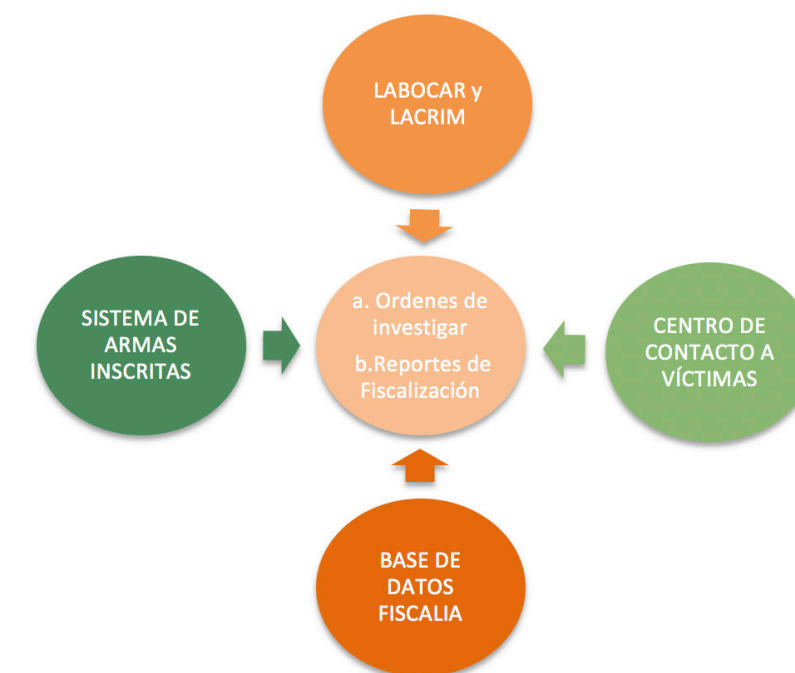 LABOCAR y
LACRIM
SISTEMA DE
ARMAS
INSCRITAS
a. Ordenes de
investigar
b.Reportes de
Fiscalización
CENTRO DE
CONTACTO A
VÍCTIMAS
BASE DE
DATOS
FISCALIA